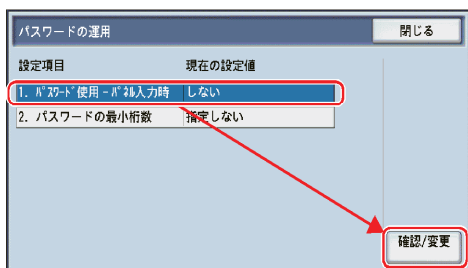 パスワードの運用 閉じる
設定項目 現在の設定値
1. ﾊﾟｽﾜｰﾄﾞ使用 - ﾊﾟﾈﾙ入力時 しない
2. パスワードの最小桁数 指定しない
確認/変更